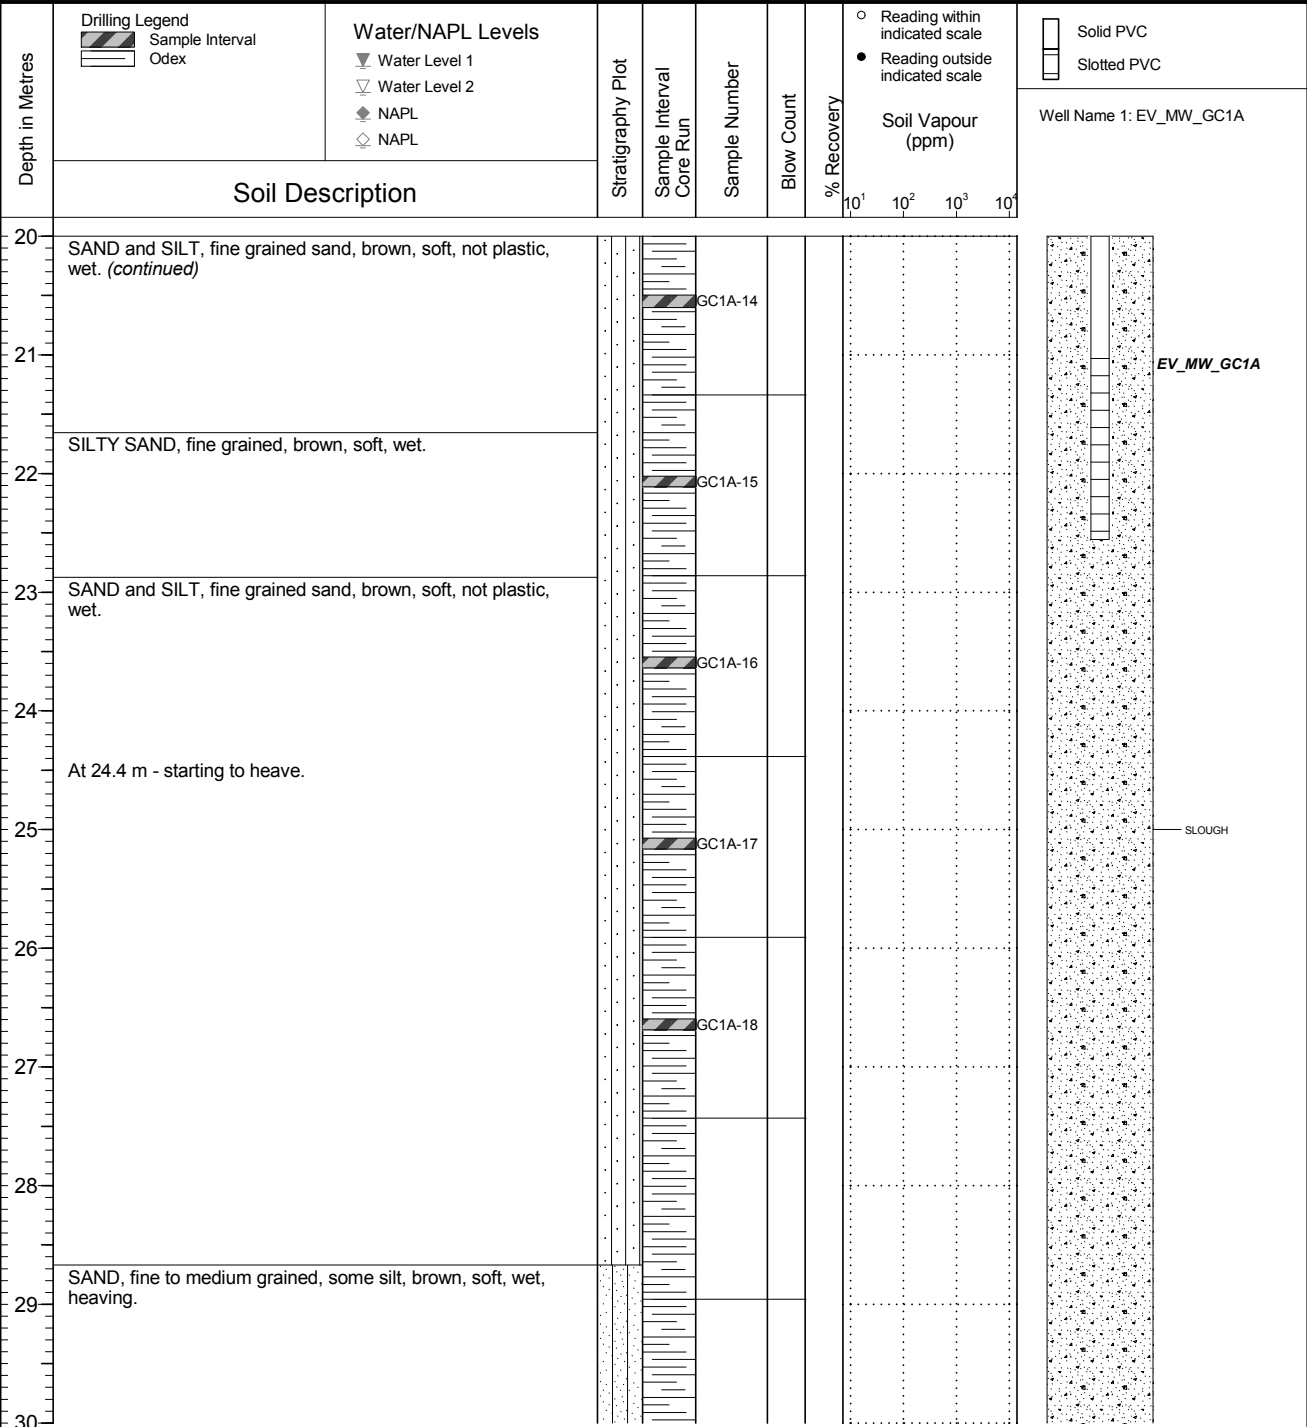 Drilling Legend
Sample Interval
Odex
Water/NAPL Levels
Water Level 1
Water Level 2
NAPL
NAPL
Depth in Metres
Soil Description
Stratigraphy Plot
Sample Interval
Core Run
Sample Number
Blow Count
% Recovery
Reading within
indicated scale
Reading outside
indicated scale
Soil Vapour
(ppm)
10¹ 10² 10³ 10⁴
Solid PVC
Slotted PVC
Well Name 1: EV_MW_GC1A
20
SAND and SILT, fine grained sand, brown, soft, not plastic,
wet. (continued)
GC1A-14
21
EV_MW_GC1A
SILTY SAND, fine grained, brown, soft, wet.
22
GC1A-15
23
SAND and SILT, fine grained sand, brown, soft, not plastic,
wet.
GC1A-16
24
At 24.4 m - starting to heave.
25
SLOUGH
GC1A-17
26
GC1A-18
27
28
SAND, fine to medium grained, some silt, brown, soft, wet,
heaving.
29
30